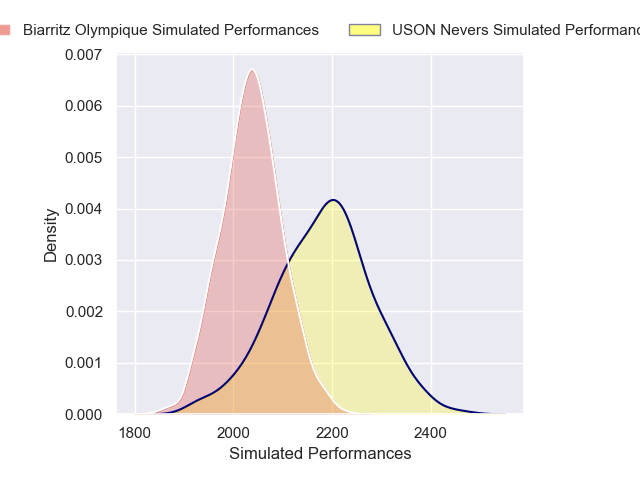 Biarritz Olympique Simulated Performances
USON Nevers Simulated
0.007
0.006
0.005
0.004
0.003
0.002
0.001
0.000
Density
1800 2000 2200 2400
Simulated Performances